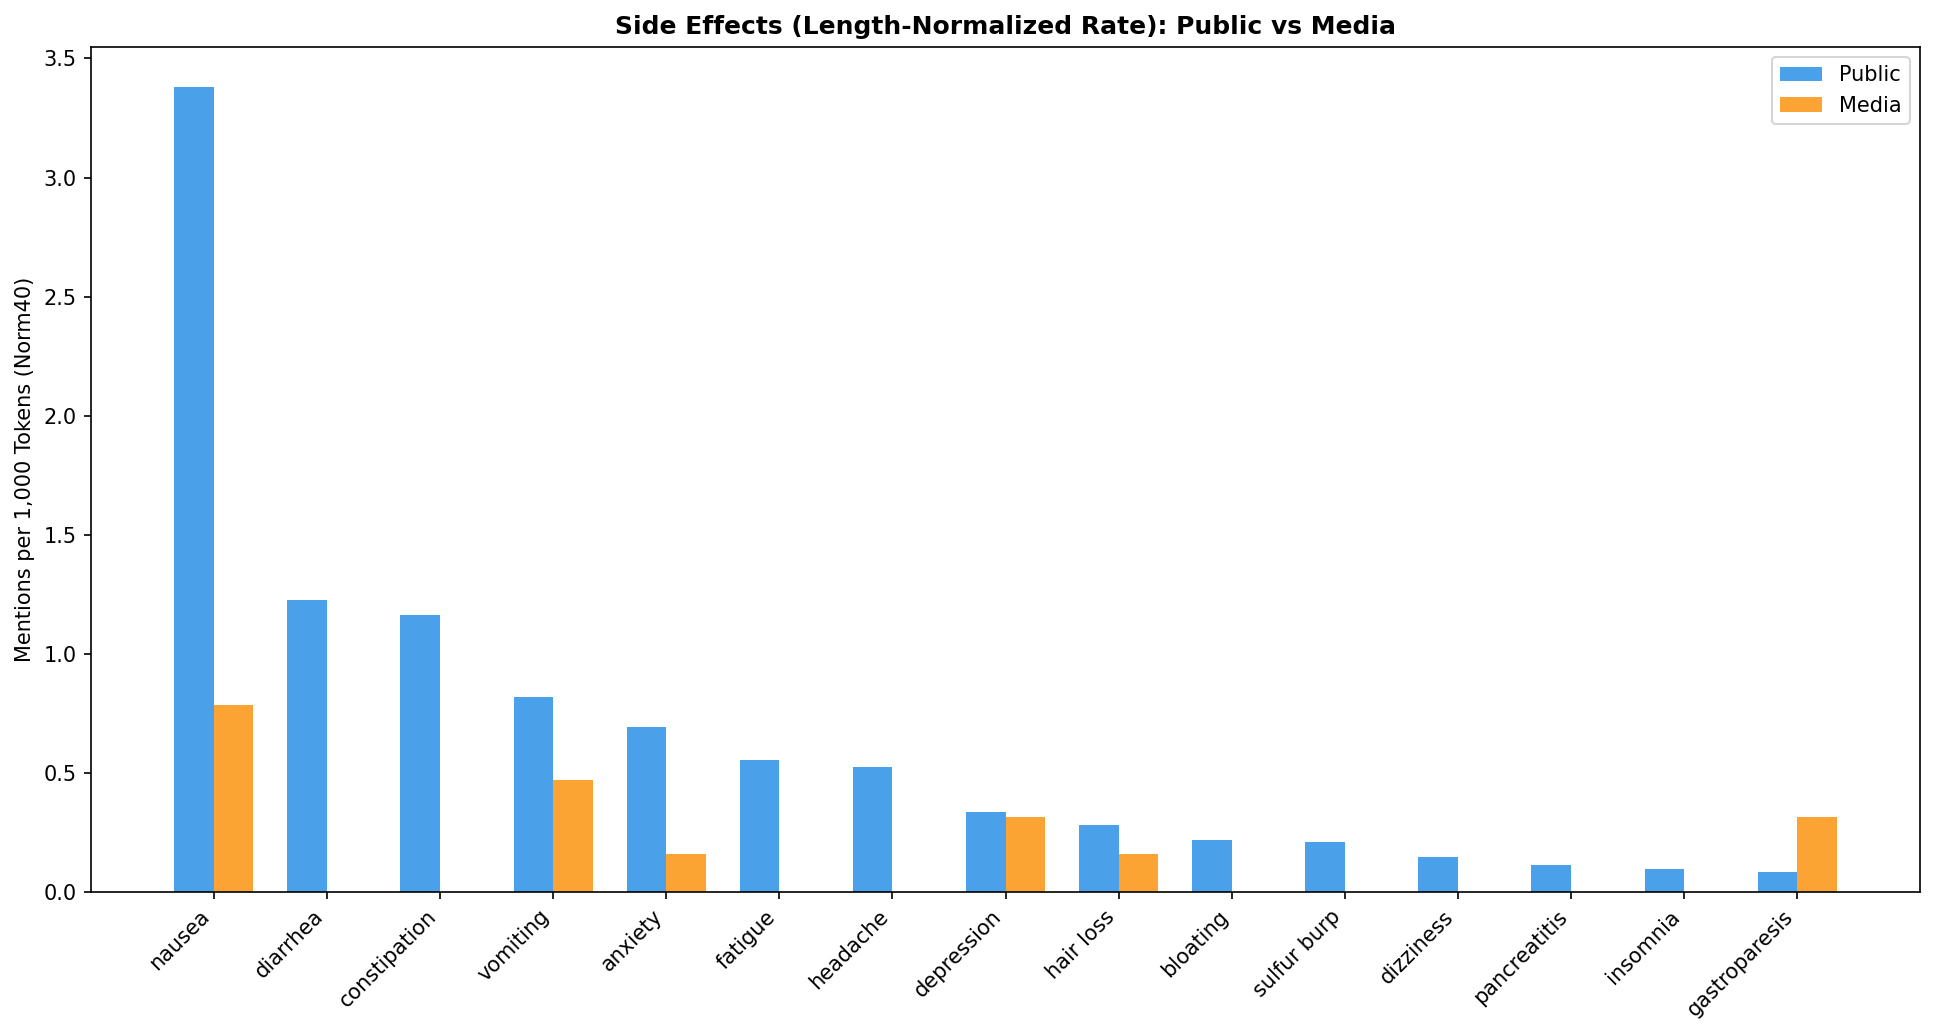 Side Effects (Length-Normalized Rate): Public vs Media
Public
Media
Mentions per 1,000 Tokens (Norm40)
3.5
3.0
2.5
2.0
1.5
1.0
0.5
0.0
nausea
diarrhea
constipation
vomiting
anxiety
fatigue
headache
depression
hair loss
bloating
sulfur burp
dizziness
pancreatitis
insomnia
gastroparesis